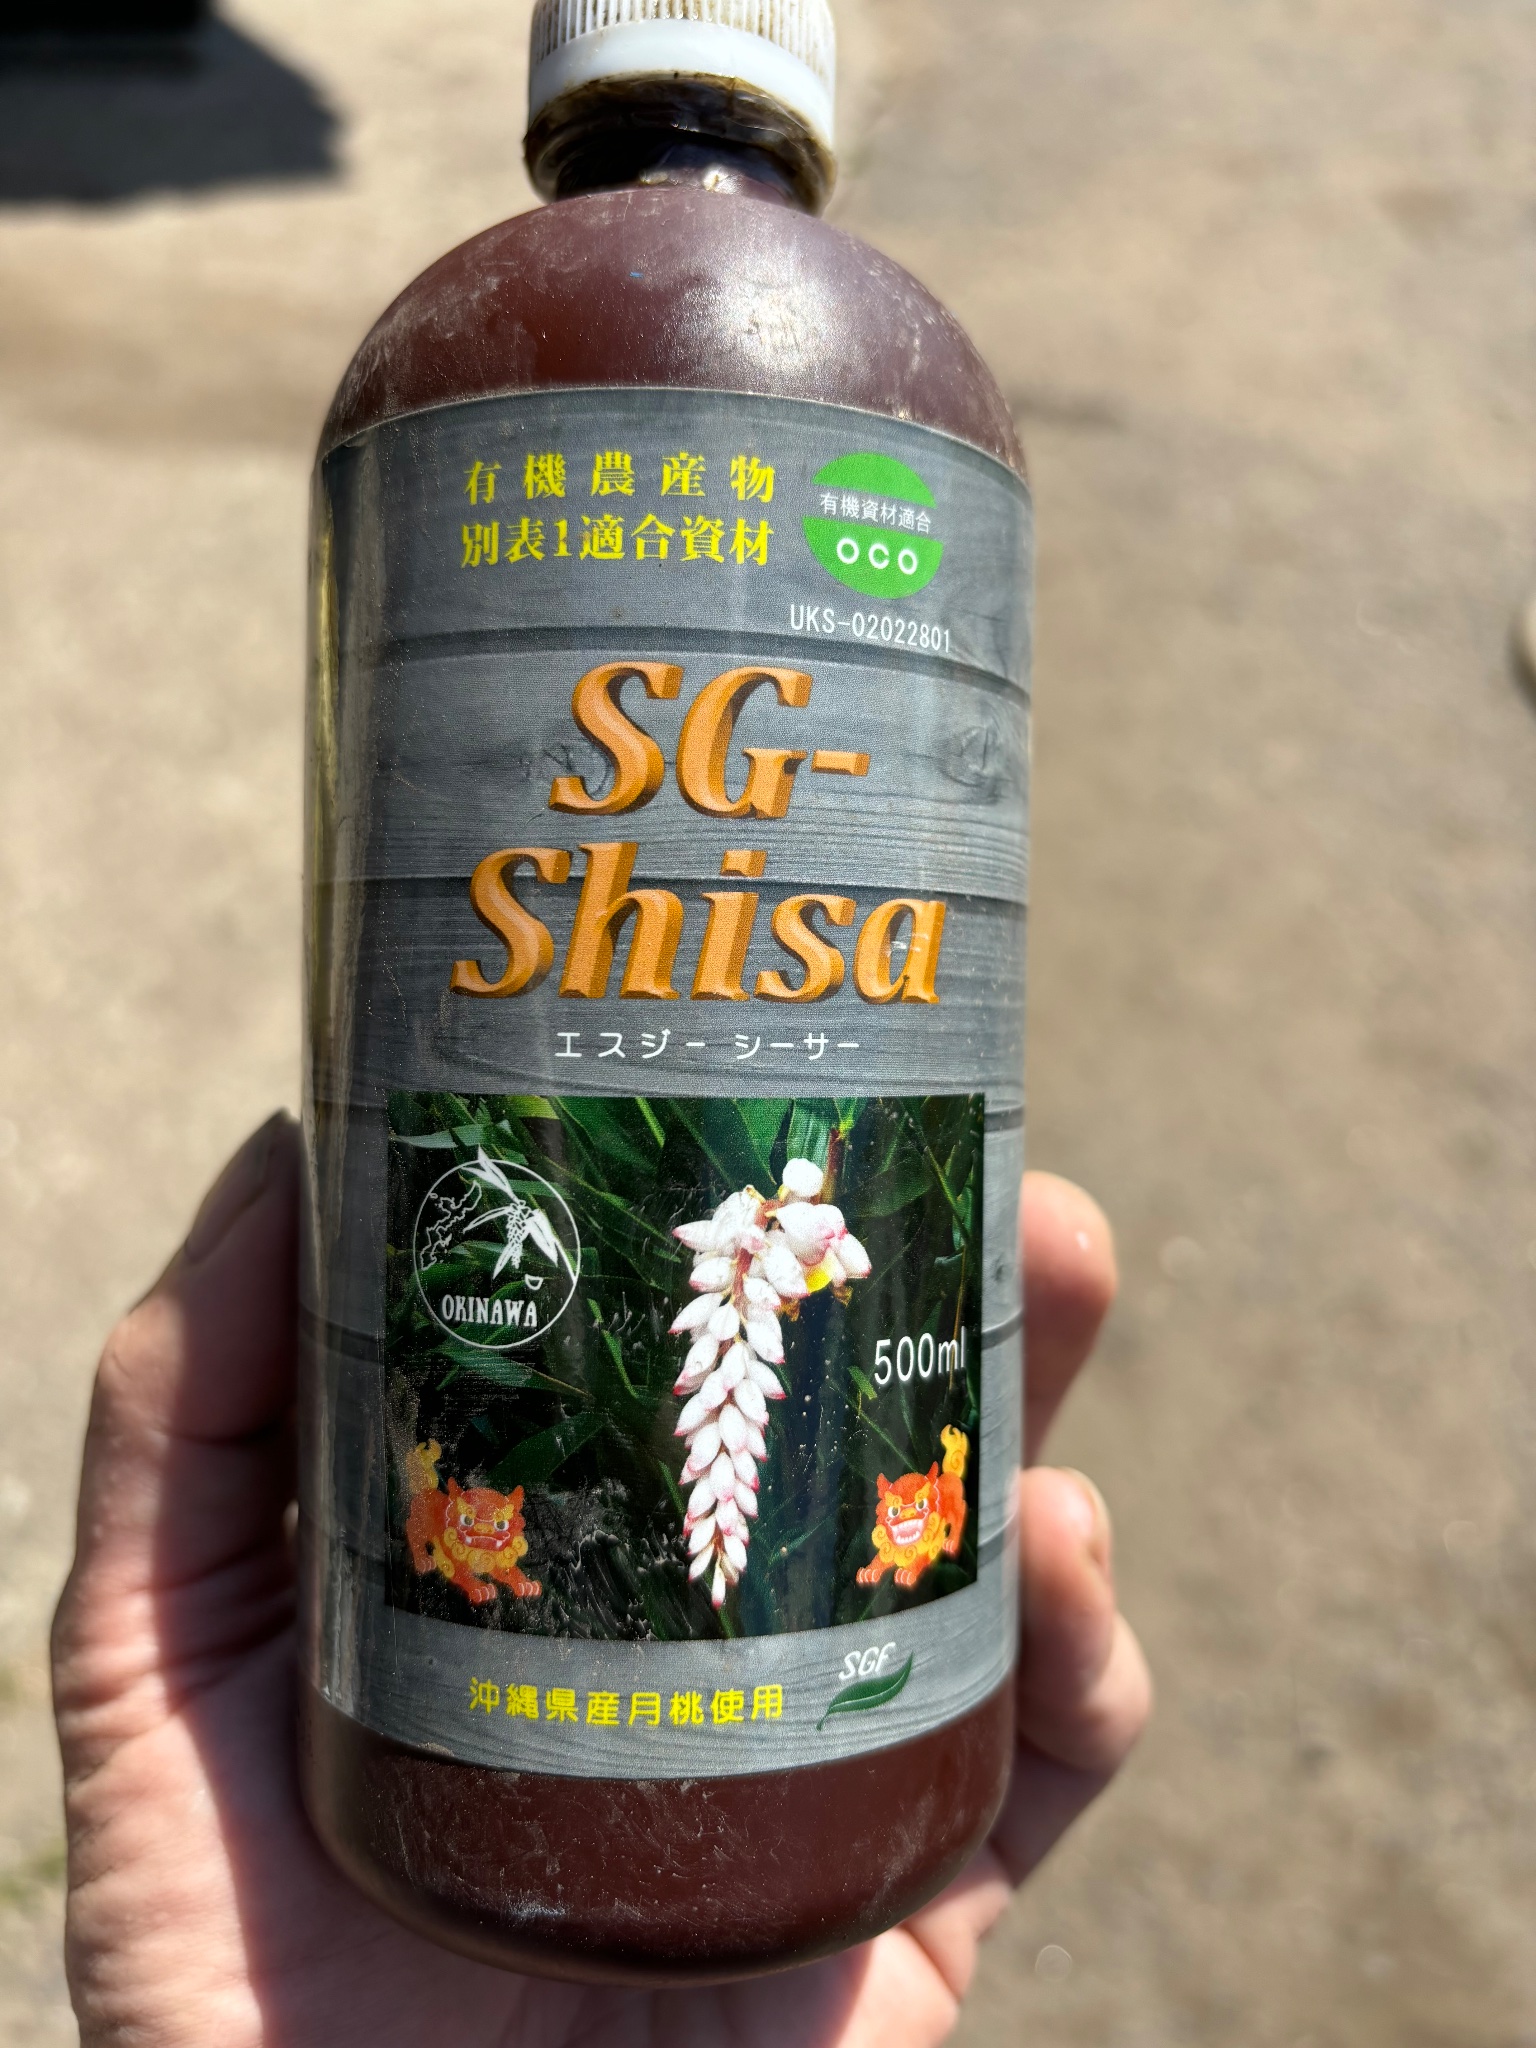 有機農産物
別表1適合資材
有機資材適合
OCO
UKS-02022801
SG-
Shisa
エスジー シーサー
OKINAWA
500ml
SGF
沖縄県産月桃使用